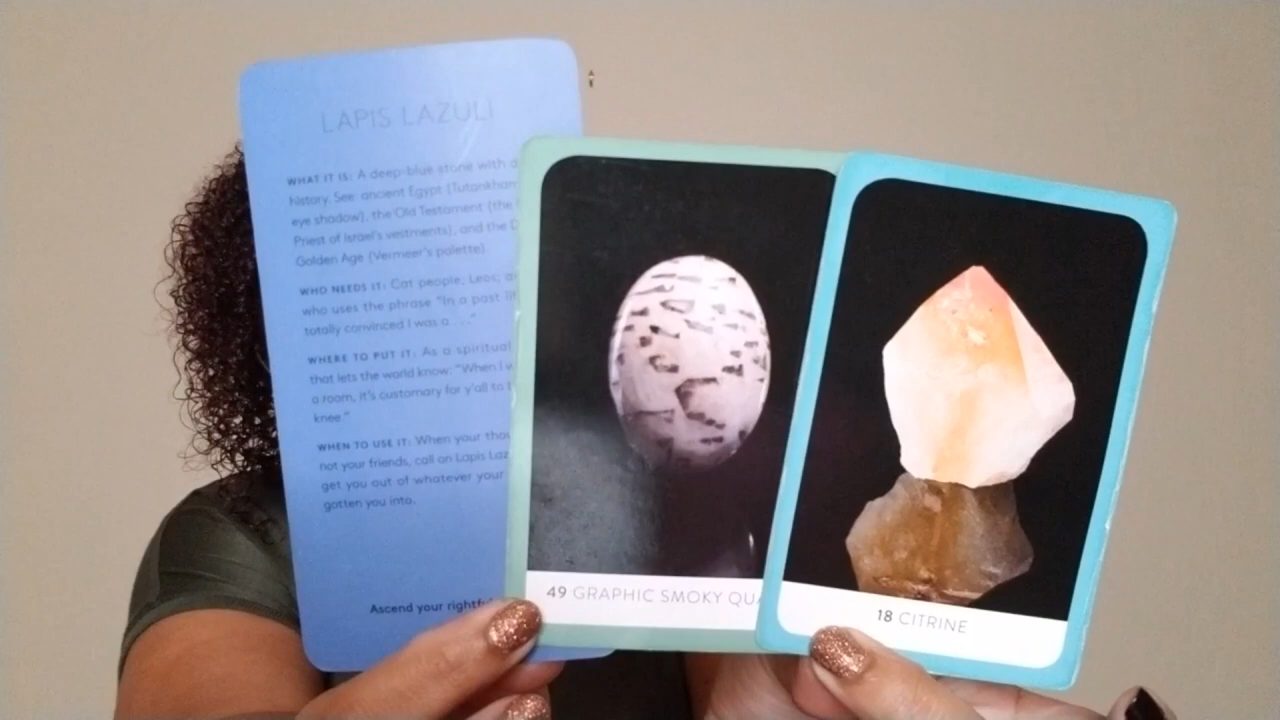 LAPIS LAZULI
WHAT IT IS: A deep-blue stone with
history. See: ancient Egypt (Tutankham
eye shadow), the Old Testament (the
Priest of Israel's vestments), and the D
Golden Age (Vermeer's palette)
WHO NEEDS IT: Cat people; Leos; a
who uses the phrase "In a past lif
totally convinced I was a . . ."
WHERE TO PUT IT: As a spiritual
that lets the world know: "When I w
a room, it's customary for y'all to
knee."
WHEN TO USE IT: When your thou
not your friends, call on Lapis Laz
get you out of whatever your
gotten you into.
Ascend your rightf
49 GRAPHIC SMOKY QU
18 CITRINE